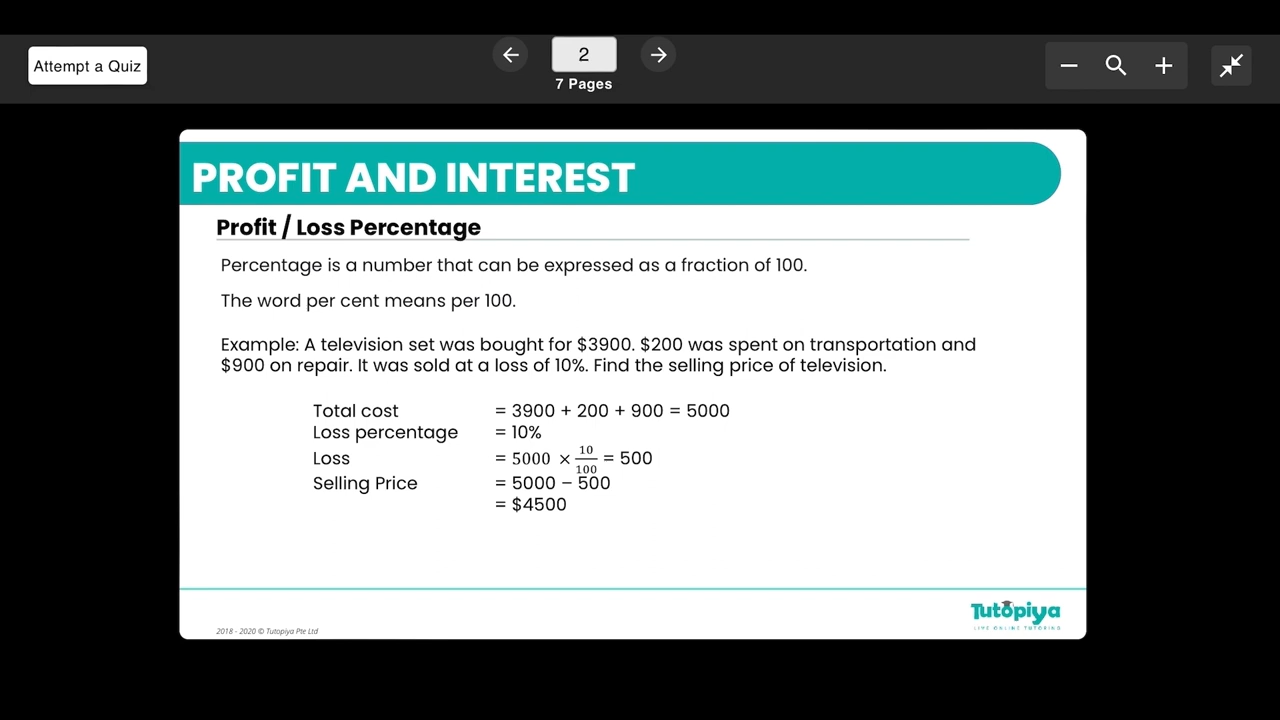 Attempt a Quiz
2
7 Pages
PROFIT AND INTEREST
Profit / Loss Percentage
Percentage is a number that can be expressed as a fraction of 100.
The word per cent means per 100.
Example: A television set was bought for $3900. $200 was spent on transportation and
$900 on repair. It was sold at a loss of 10%. Find the selling price of television.
Total cost = 3900 + 200 + 900 = 5000
Loss percentage = 10%
Loss = 5000 × 10/100 = 500
Selling Price = 5000 – 500
= $4500
Tutopiya
LIVE ONLINE TUTORING
2018 - 2020 © Tutopiya Pte Ltd